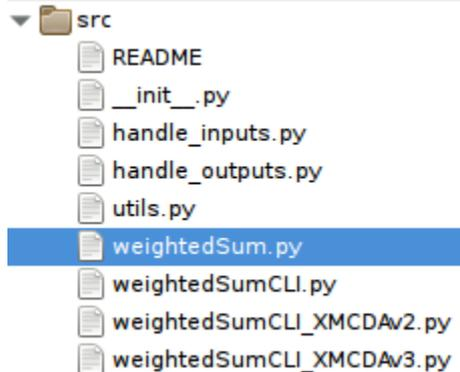 src
README
__init__.py
handle_inputs.py
handle_outputs.py
utils.py
weightedSum.py
weightedSumCLI.py
weightedSumCLI_XMCDAv2.py
weightedSumCLI_XMCDAv3.py